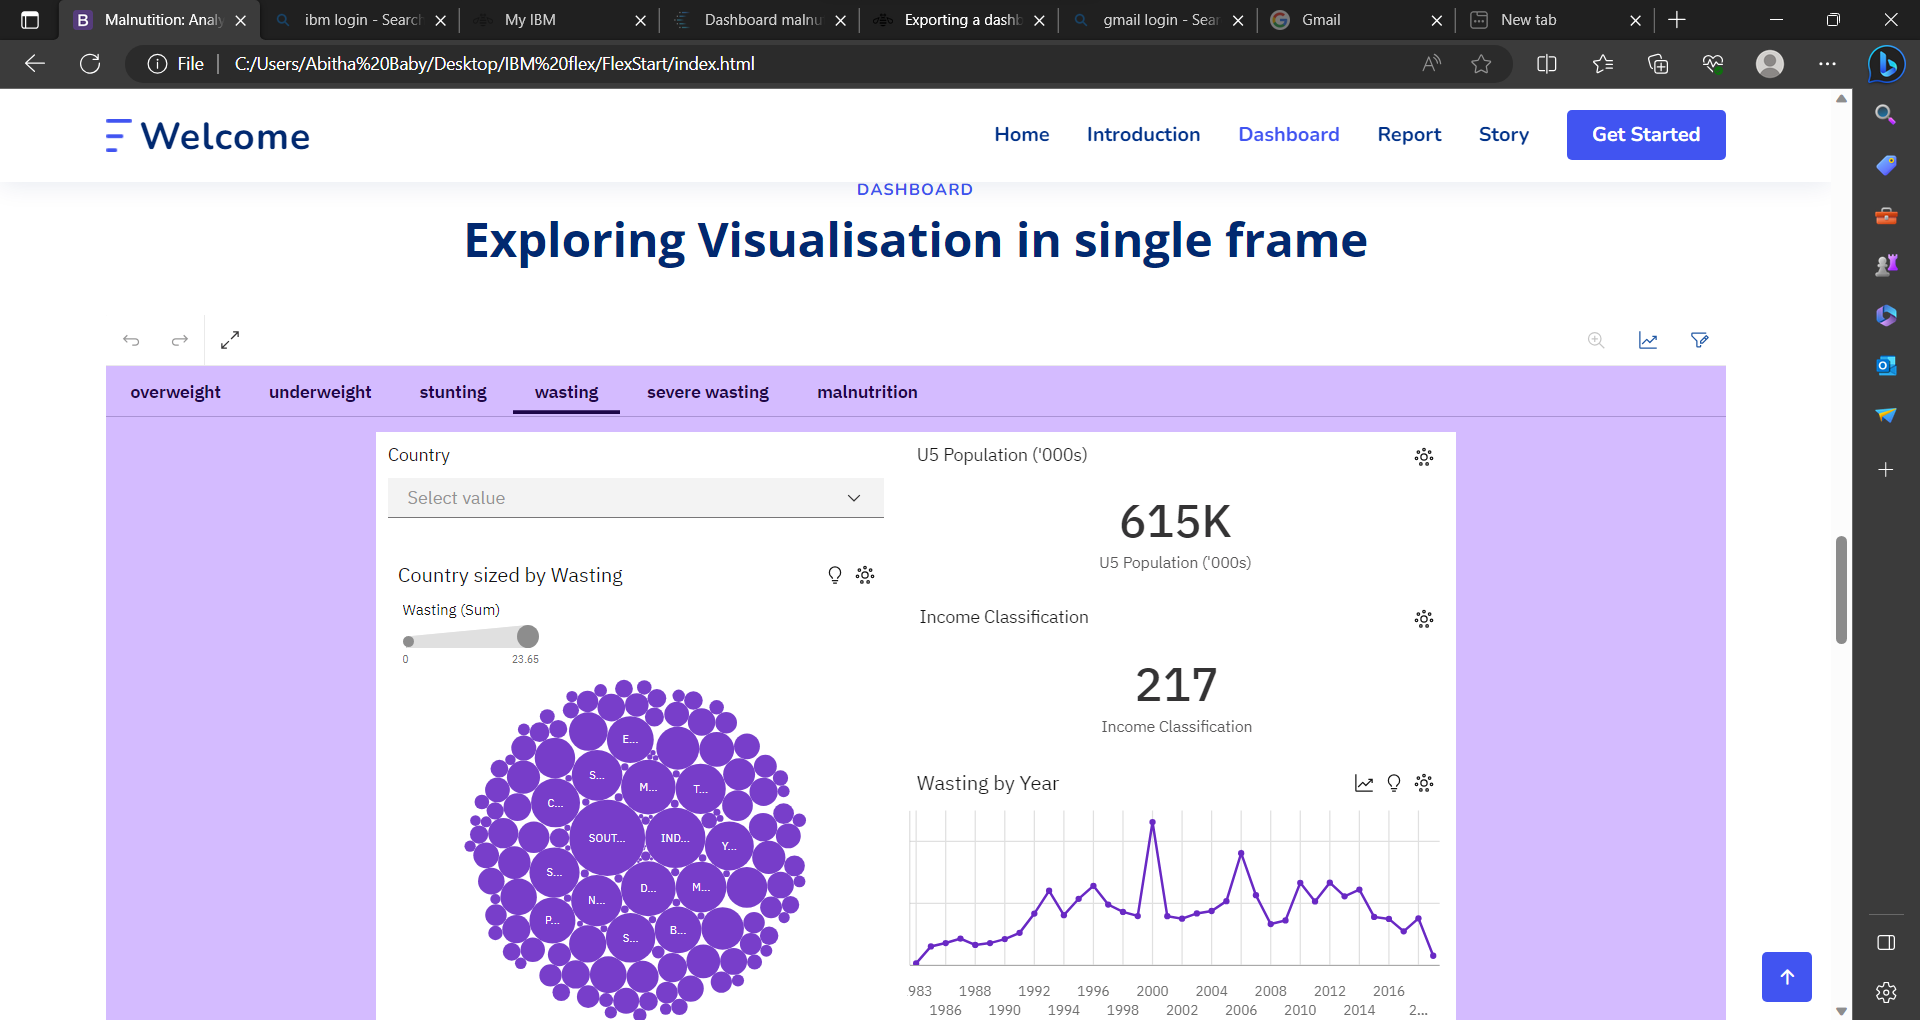 Malnutition: Analy
ibm login - Search
My IBM
Dashboard malnu
Exporting a dashb
gmail login - Sear
Gmail
New tab
File
C:/Users/Abitha%20Baby/Desktop/IBM%20flex/FlexStart/index.html
Welcome
Home Introduction Dashboard Report Story Get Started
DASHBOARD
Exploring Visualisation in single frame
overweight underweight stunting wasting severe wasting malnutrition
Country
Select value
U5 Population ('000s)
615K
U5 Population ('000s)
Country sized by Wasting
Wasting (Sum)
0 23.65
Income Classification
217
Income Classification
E...
S...
M...
T...
C...
SOUT...
IND...
Y...
S...
D...
M...
N...
P...
B...
S...
Wasting by Year
983 1988 1992 1996 2000 2004 2008 2012 2016
1986 1990 1994 1998 2002 2006 2010 2014 2...